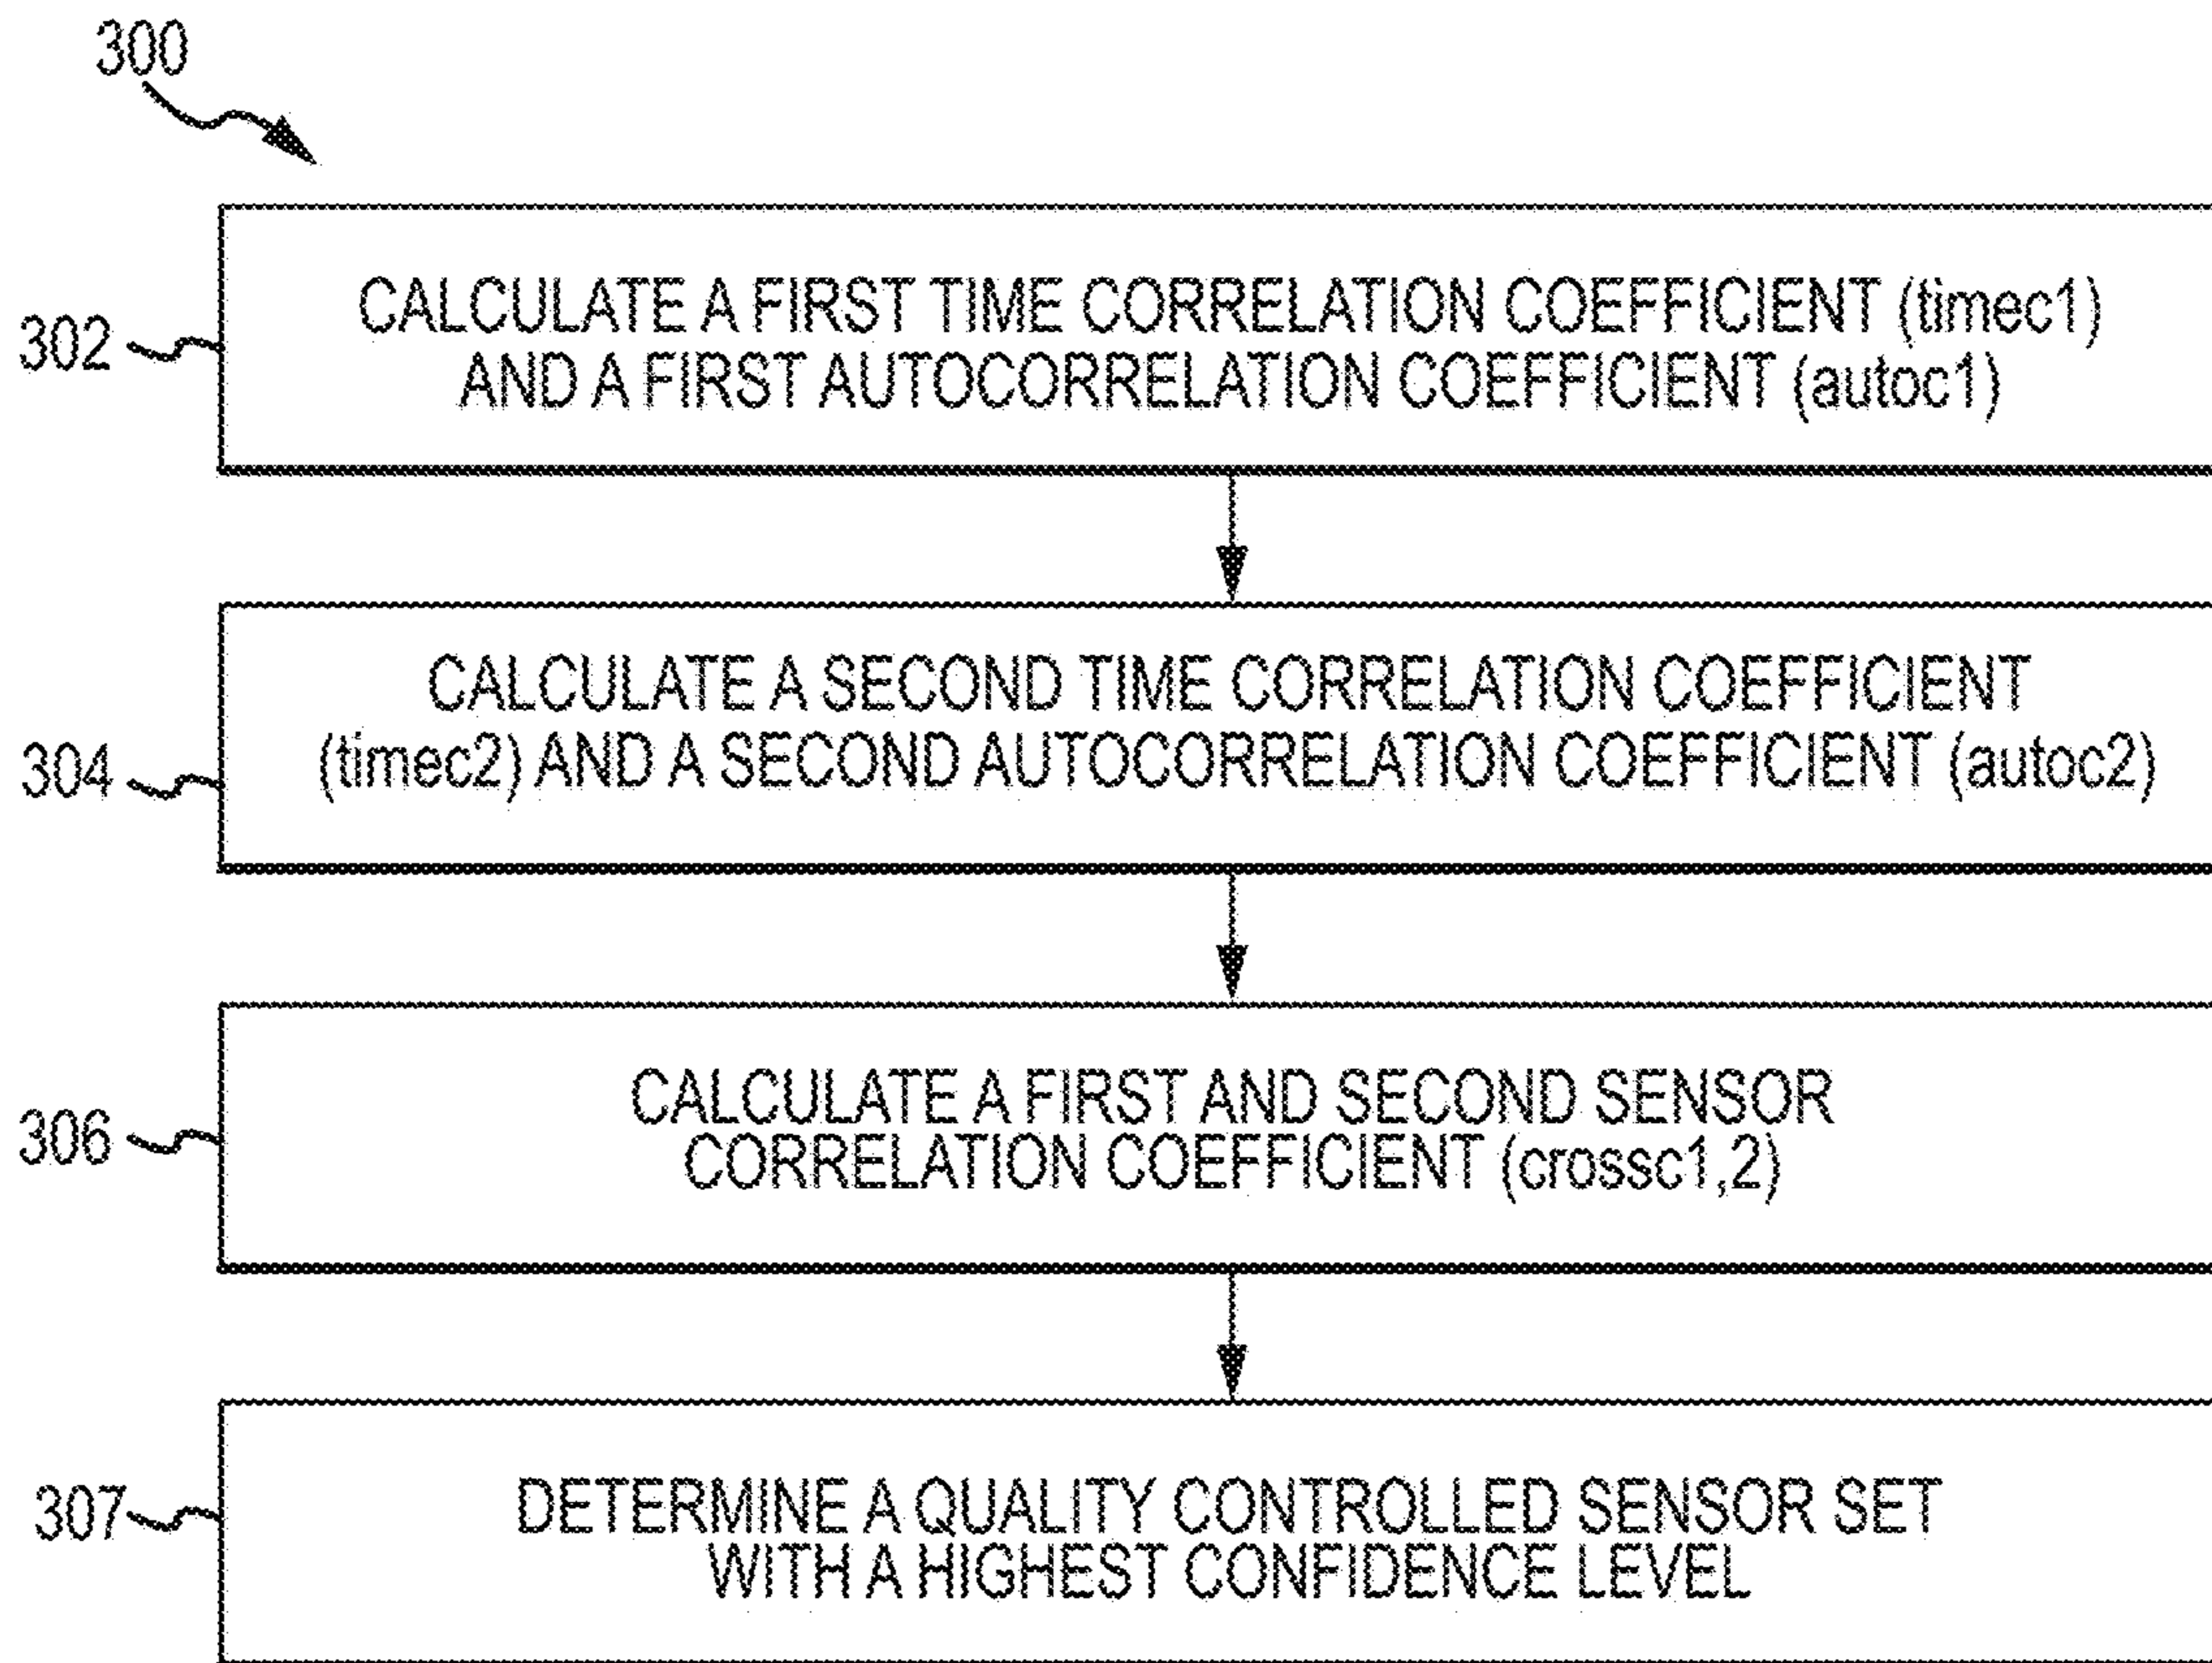 300
302
CALCULATE A FIRST TIME CORRELATION COEFFICIENT (timec1)
AND A FIRST AUTOCORRELATION COEFFICIENT (autoc1)
304
CALCULATE A SECOND TIME CORRELATION COEFFICIENT
(timec2) AND A SECOND AUTOCORRELATION COEFFICIENT (autoc2)
306
CALCULATE A FIRST AND SECOND SENSOR
CORRELATION COEFFICIENT (crossc1,2)
307
DETERMINE A QUALITY CONTROLLED SENSOR SET
WITH A HIGHEST CONFIDENCE LEVEL